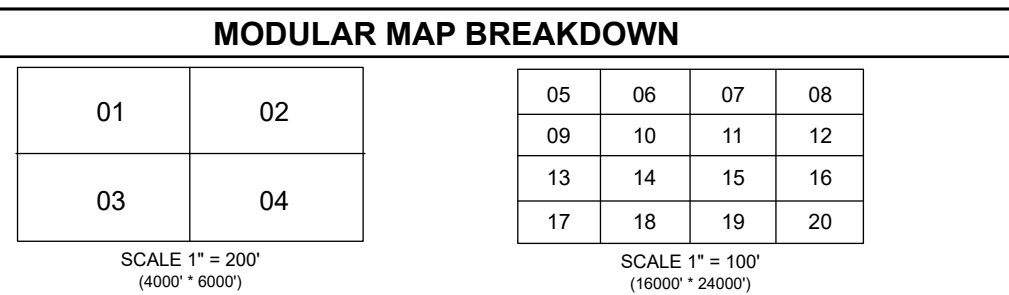 MODULAR MAP BREAKDOWN
01 02
03 04
SCALE 1" = 200'
(4000' * 6000')
05 06 07 08
09 10 11 12
13 14 15 16
17 18 19 20
SCALE 1" = 100'
(16000' * 24000')